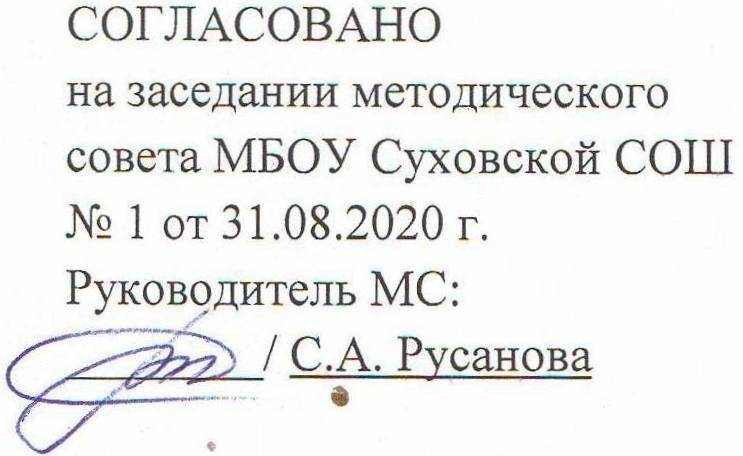 СОГЛАСОВАНО
на заседании методического
совета МБОУ Суховской СОШ
№ 1 от 31.08.2020 г.
Руководитель МС:
/ С.А. Русанова